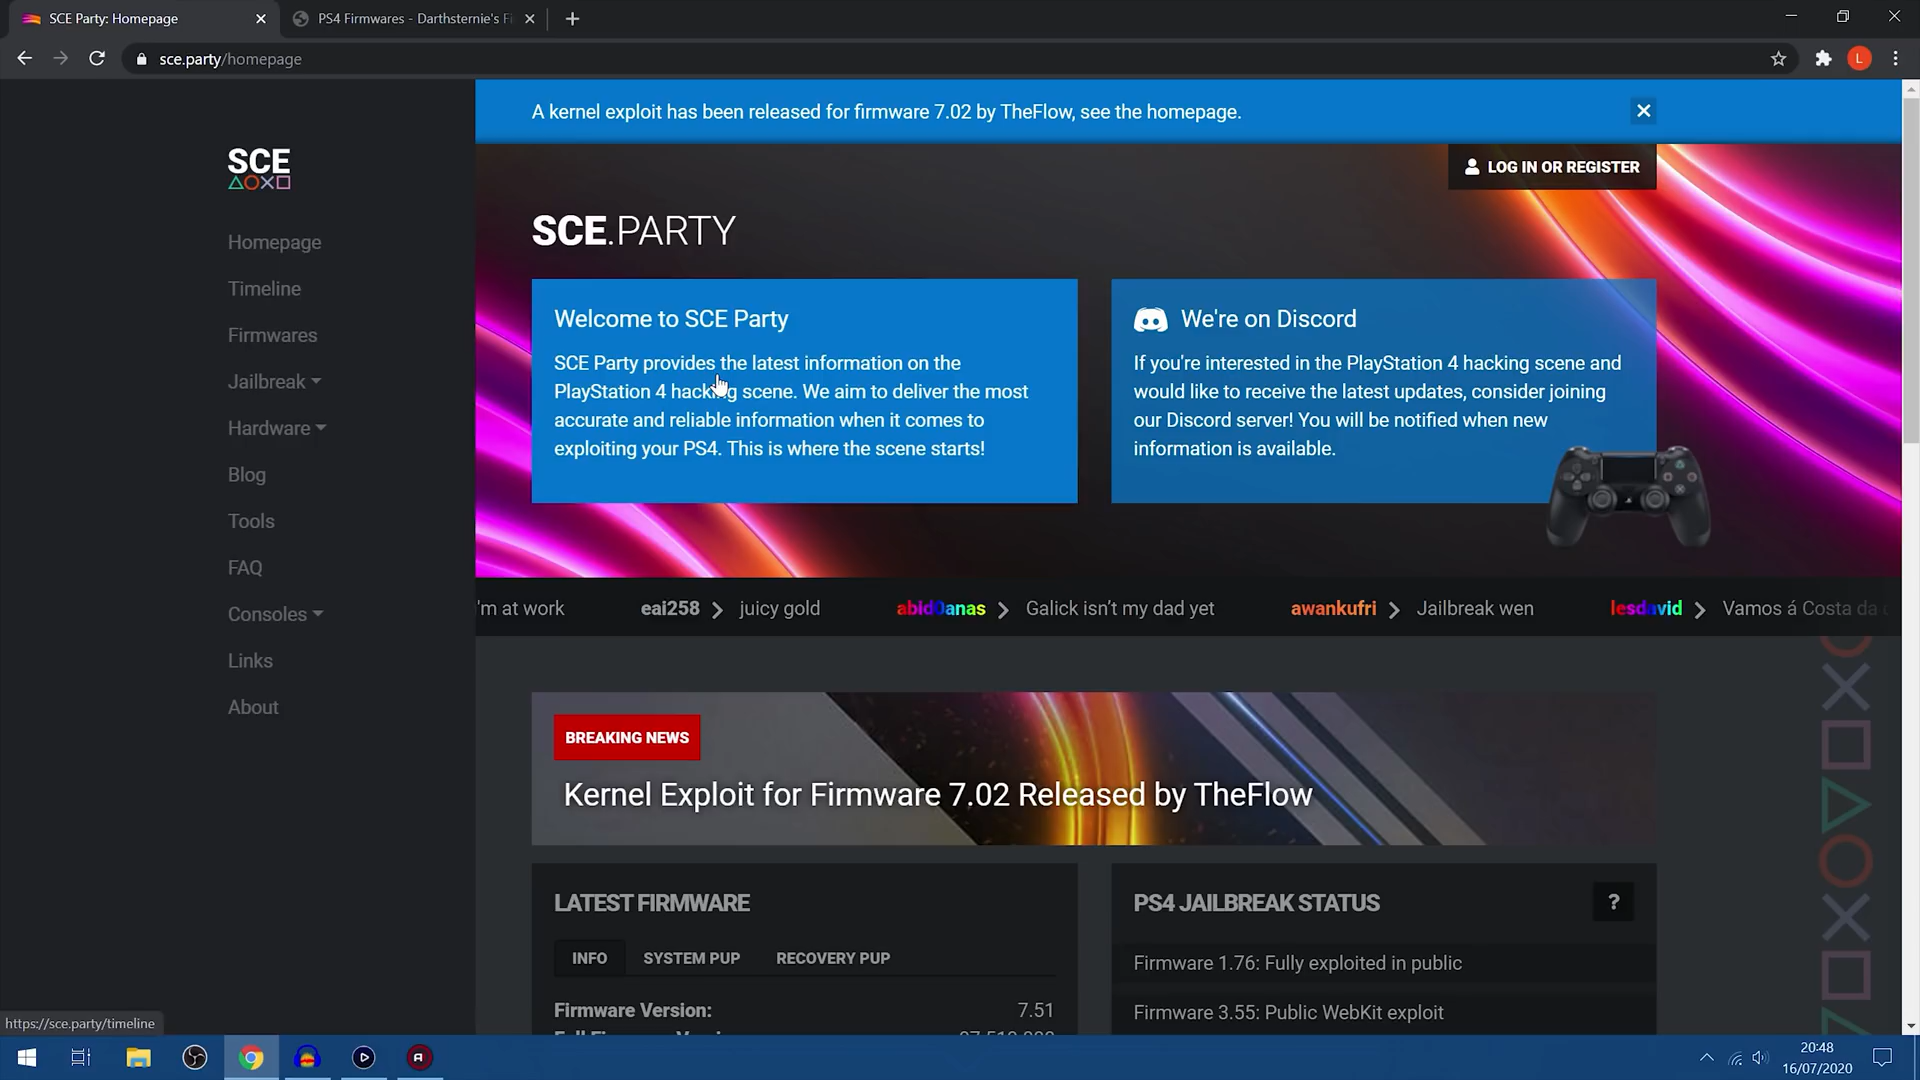 SCE Party: Homepage
PS4 Firmwares - Darthsternie's F
sce.party/homepage
L
A kernel exploit has been released for firmware 7.02 by TheFlow, see the homepage.
LOG IN OR REGISTER
SCE
SCE.PARTY
Homepage
Timeline
Firmwares
Jailbreak
Hardware
Blog
Tools
FAQ
Consoles
Links
About
Welcome to SCE Party
SCE Party provides the latest information on the
PlayStation 4 hacking scene. We aim to deliver the most
accurate and reliable information when it comes to
exploiting your PS4. This is where the scene starts!
We're on Discord
If you're interested in the PlayStation 4 hacking scene and
would like to receive the latest updates, consider joining
our Discord server! You will be notified when new
information is available.
'm at work eai258 juicy gold abid0anas Galick isn't my dad yet awankufri Jailbreak wen lesdavid Vamos á Costa da
BREAKING NEWS
Kernel Exploit for Firmware 7.02 Released by TheFlow
LATEST FIRMWARE
INFO SYSTEM PUP RECOVERY PUP
Firmware Version: 7.51
PS4 JAILBREAK STATUS ?
Firmware 1.76: Fully exploited in public
Firmware 3.55: Public WebKit exploit
https://sce.party/timeline
20:48
16/07/2020